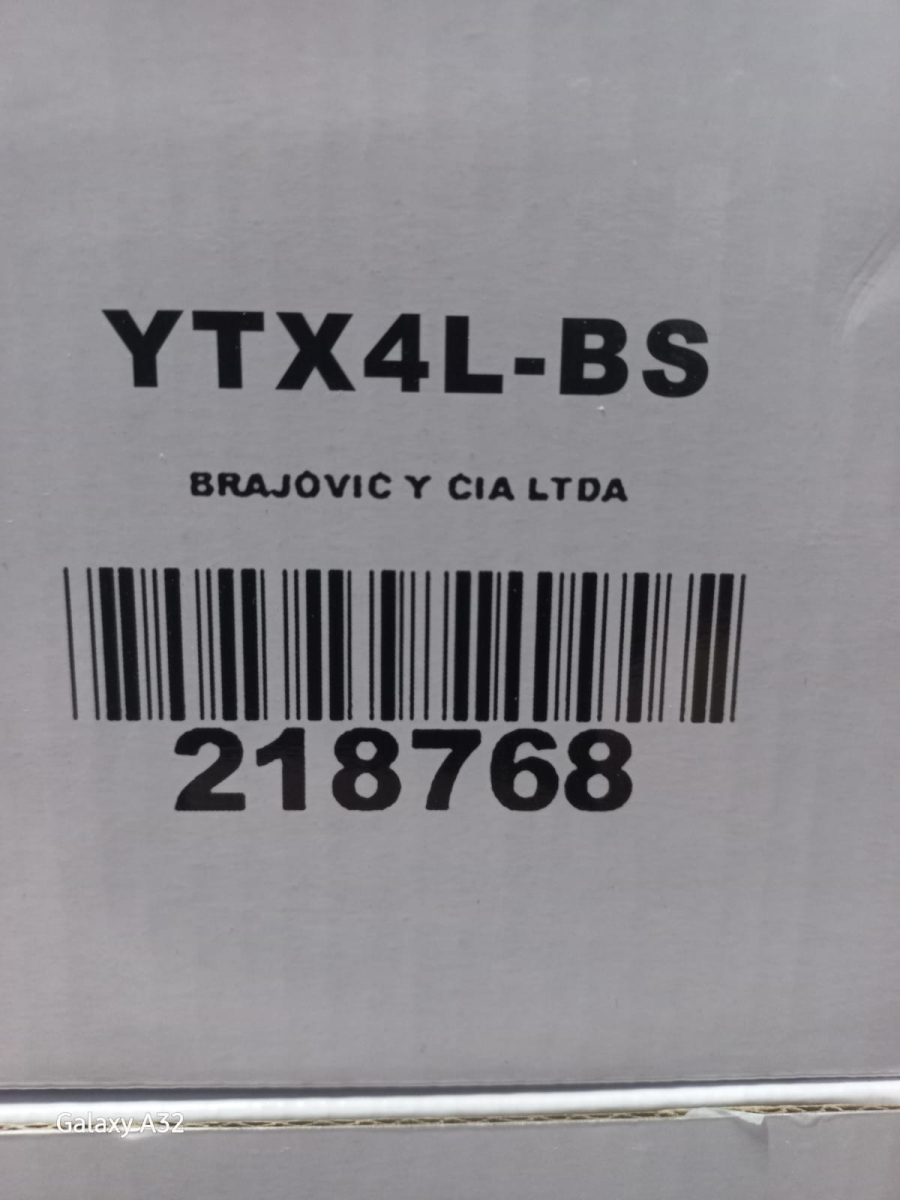 YTX4L-BS
BRAJOVIC Y CIA LTDA
218768
Galaxy A32